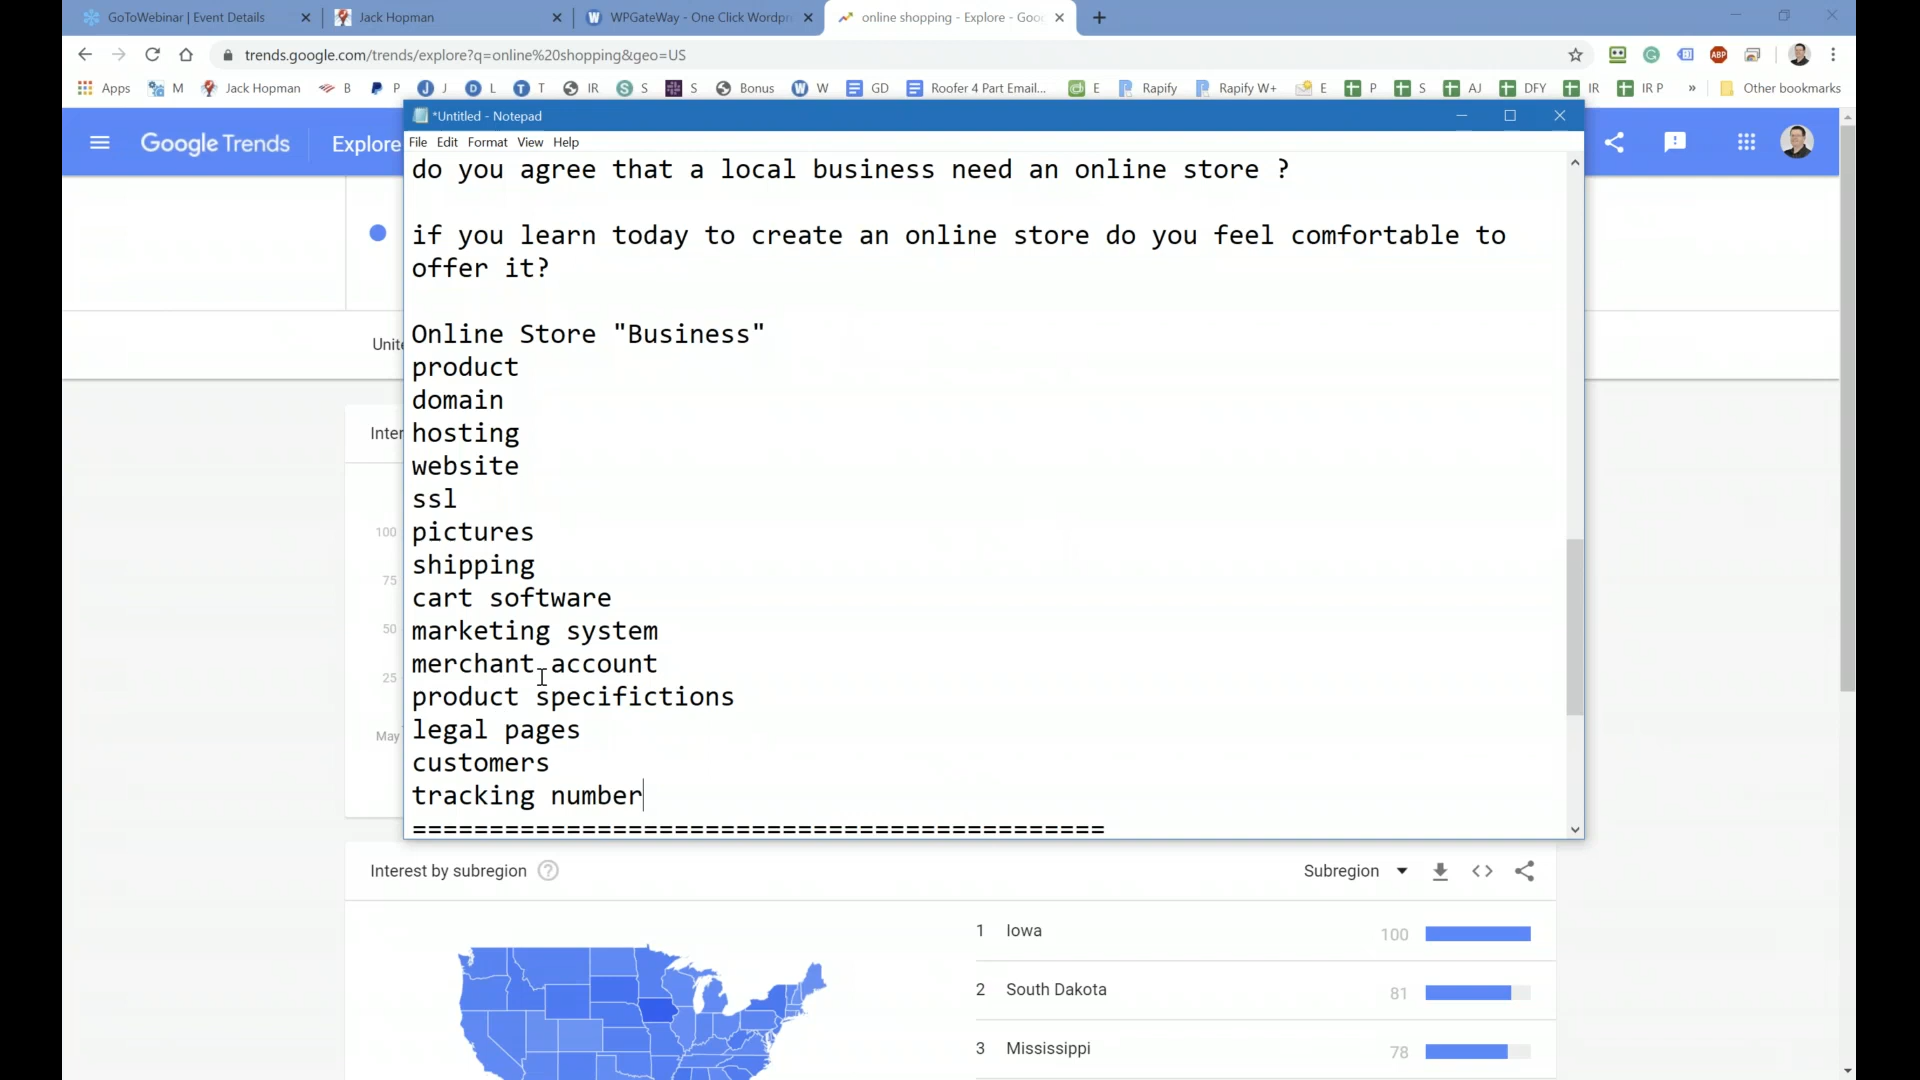 GoToWebinar | Event Details
Jack Hopman
WPGateWay - One Click Wordpr
online shopping - Explore - Goo
trends.google.com/trends/explore?q=online%20shopping&geo=US
ABP
Apps M Jack Hopman B P J L T IR S S Bonus W GD Roofer 4 Part Email... E Rapify Rapify W+ E P S AJ DFY IR IR P » Other bookmarks
Google Trends Explore
*Untitled - Notepad
File Edit Format View Help
do you agree that a local business need an online store ?
if you learn today to create an online store do you feel comfortable to
offer it?
Online Store "Business"
product
domain
hosting
website
ssl
pictures
shipping
cart software
marketing system
merchant account
product specifictions
legal pages
customers
tracking number
=============================================
Unite
Inter
100
75
50
25
May
Interest by subregion ?
Subregion
1 Iowa 100
2 South Dakota 81
3 Mississippi 78